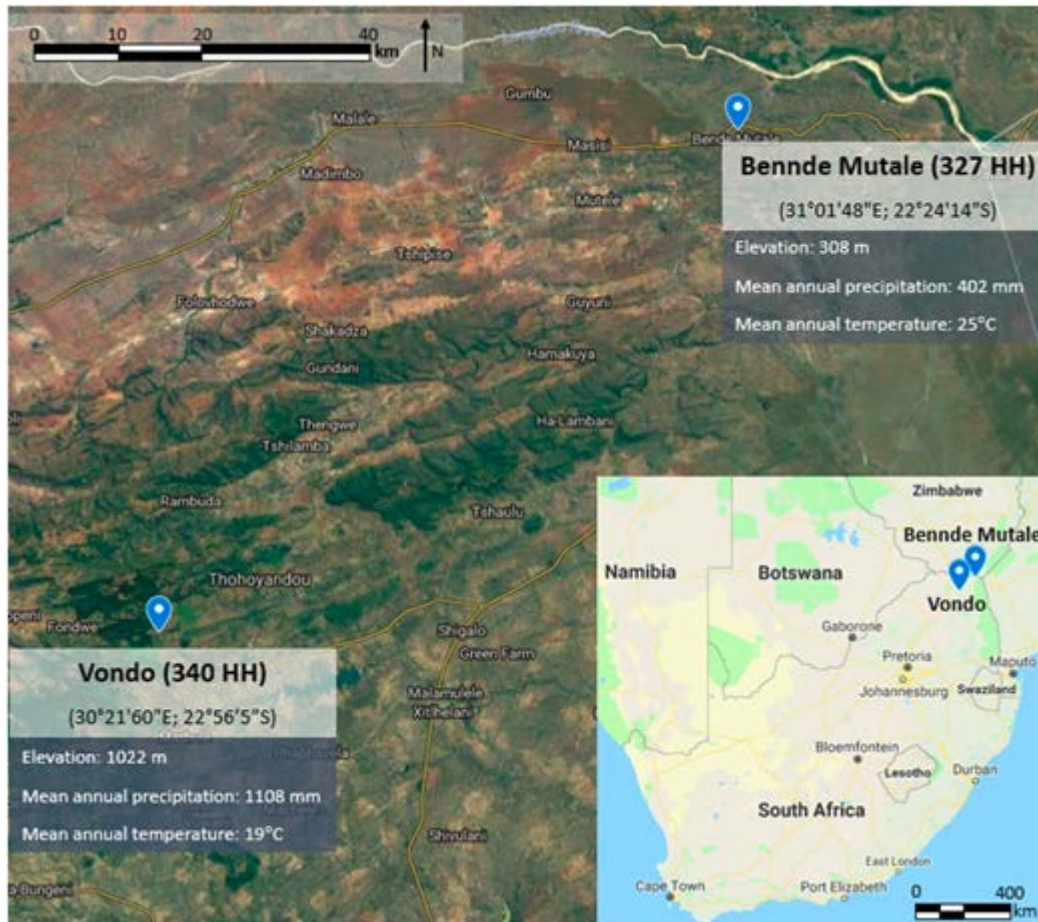 0 10 20 40
km
N
Gumbu
Malale
Masisi
Bende Mutale
Madimbo
Bennde Mutale (327 HH)
(31°01'48"E; 22°24'14"S)
Elevation: 308 m
Mean annual precipitation: 402 mm
Mean annual temperature: 25°C
Mutele
Tshipise
Folovhodwe
Guyuni
Shakadza
Hamakuya
Gundani
Thengwe
Ha-Lambani
Tshilamba
Rambuda
Tshaulu
Thohoyandou
Fondwe
Shigalo
Green Farm
Vondo (340 HH)
(30°21'60"E; 22°56'5"S)
Elevation: 1022 m
Mean annual precipitation: 1108 mm
Mean annual temperature: 19°C
Malamulele
Xitlhelani
Shivulani
a-Bungeni
Zimbabwe
Bennde Mutale
Namibia
Botswana
Vondo
Gaborone
Pretoria
Maputo
Johannesburg
Swaziland
Bloemfontein
Lesotho
Durban
South Africa
East London
Cape Town
Port Elizabeth
0 400
km